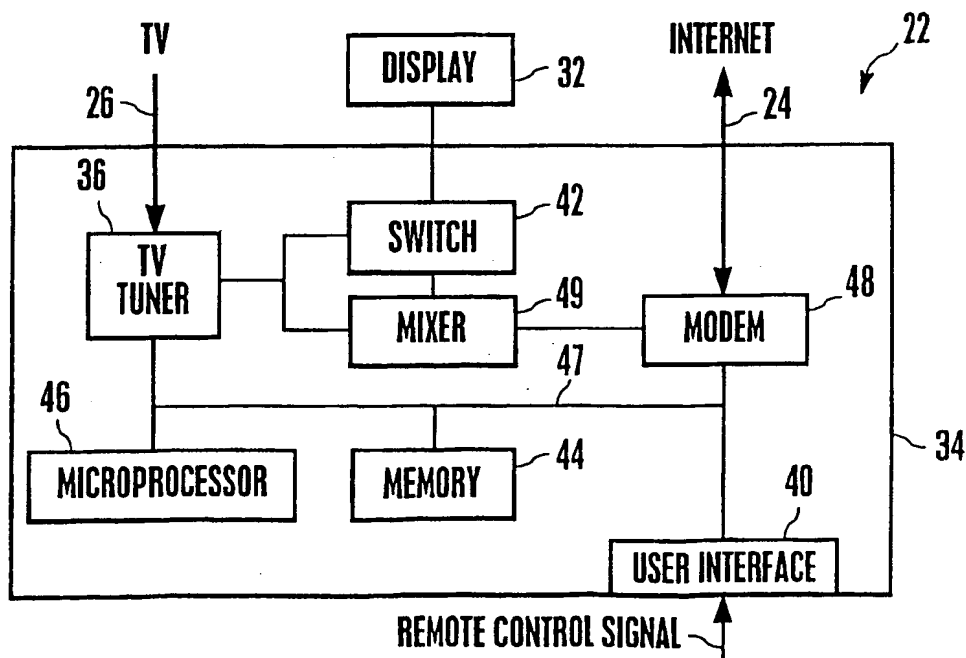 TV
DISPLAY
32
INTERNET
22
26
24
36
TV
TUNER
42
SWITCH
49
MIXER
48
MODEM
47
46
MICROPROCESSOR
44
MEMORY
34
40
USER INTERFACE
REMOTE CONTROL SIGNAL